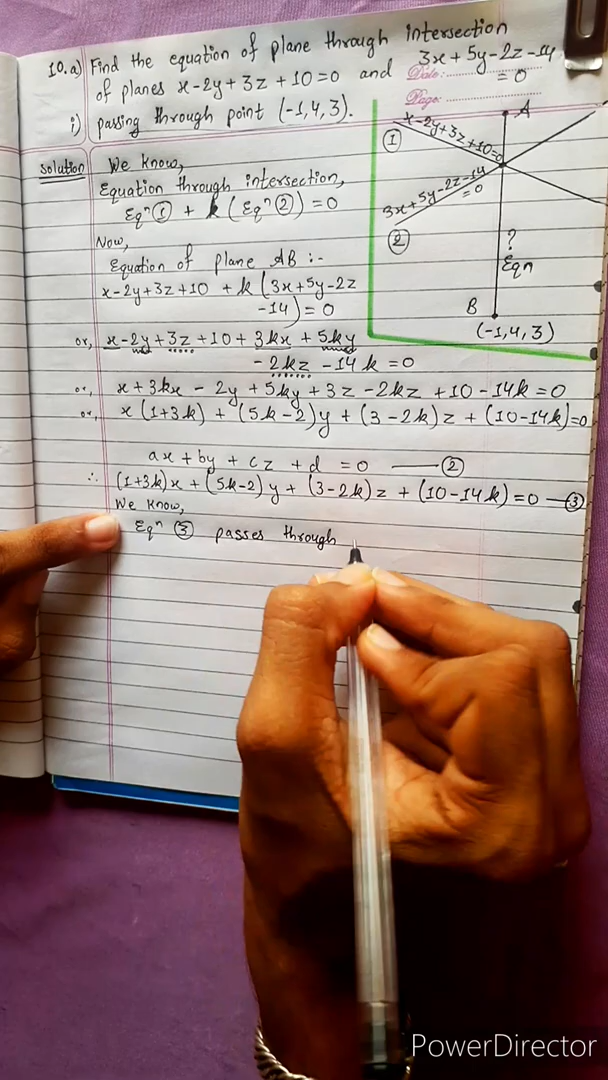 10.a) Find the equation of plane through intersection
of planes x-2y+3z+10=0 and 3x+5y-2z-14=0
Date:
Page:
i) passing through point (-1,4,3).
Solution We know,
Equation through intersection,
Eqⁿ① + k (Eqⁿ②) = 0
Now,
Equation of plane AB :-
x-2y+3z+10 + k(3x+5y-2z
-14) = 0
or, x-2y+3z+10+3kx+5ky
-2kz -14k = 0
or, x+3kx - 2y + 5ky + 3z - 2kz + 10 - 14k = 0
or, x(1+3k) + (5k-2)y + (3-2k)z + (10-14k)=0
ax + by + cz + d = 0 —— ②
∴ (1+3k)x + (5k-2)y + (3-2k)z + (10-14k) = 0 — ③
We know,
Eqⁿ ③ passes through
A
① x-2y+3z+10=0
3x+5y-2z-14
= 0
②
?
Eqn
B
(-1,4,3)
PowerDirector